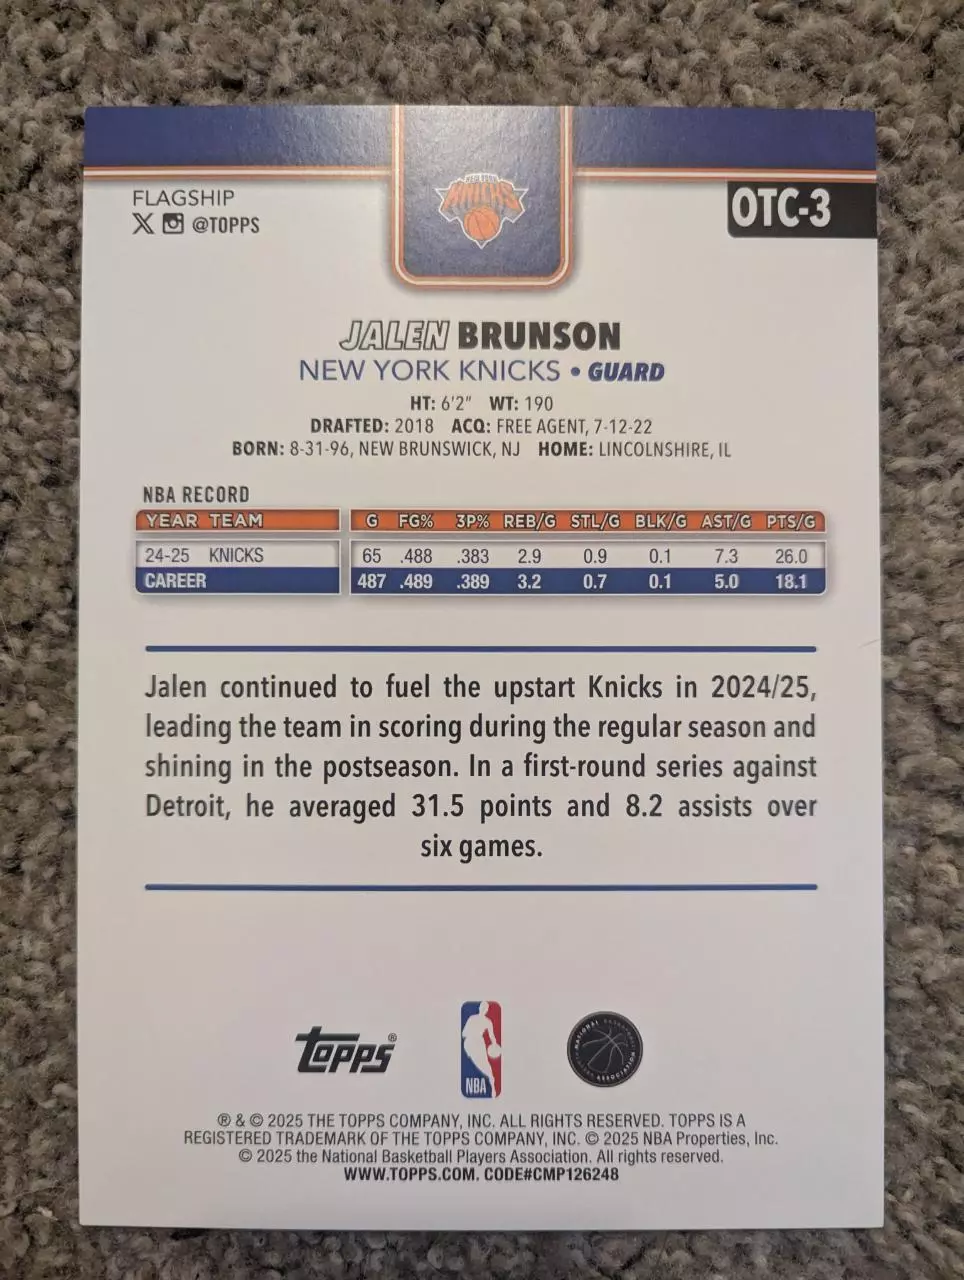 NEW YORK
KNICKS
FLAGSHIP
@TOPPS
OTC-3
JALEN BRUNSON
NEW YORK KNICKS • GUARD
HT: 6'2" WT: 190
DRAFTED: 2018 ACQ: FREE AGENT, 7-12-22
BORN: 8-31-96, NEW BRUNSWICK, NJ HOME: LINCOLNSHIRE, IL
NBA RECORD
YEAR TEAM G FG% 3P% REB/G STL/G BLK/G AST/G PTS/G
24-25 KNICKS 65 .488 .383 2.9 0.9 0.1 7.3 26.0
CAREER 487 .489 .389 3.2 0.7 0.1 5.0 18.1
Jalen continued to fuel the upstart Knicks in 2024/25,
leading the team in scoring during the regular season and
shining in the postseason. In a first-round series against
Detroit, he averaged 31.5 points and 8.2 assists over
six games.
Topps®
NBA
NATIONAL BASKETBALL
PLAYERS ASSOCIATION
® & © 2025 THE TOPPS COMPANY, INC. ALL RIGHTS RESERVED. TOPPS IS A
REGISTERED TRADEMARK OF THE TOPPS COMPANY, INC. © 2025 NBA Properties, Inc.
© 2025 the National Basketball Players Association. All rights reserved.
WWW.TOPPS.COM. CODE#CMP126248